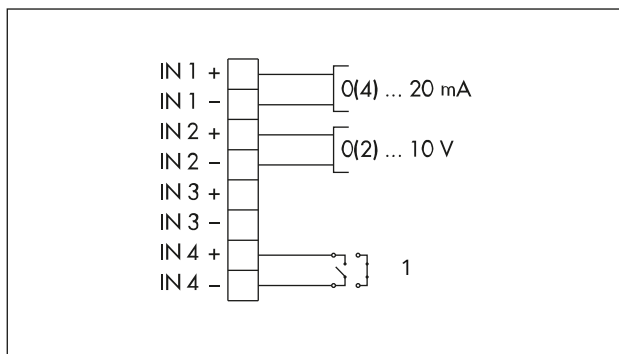 IN 1 +
0(4) ... 20 mA
IN 1 –
IN 2 +
0(2) ... 10 V
IN 2 –
IN 3 +
IN 3 –
IN 4 +
1
IN 4 –